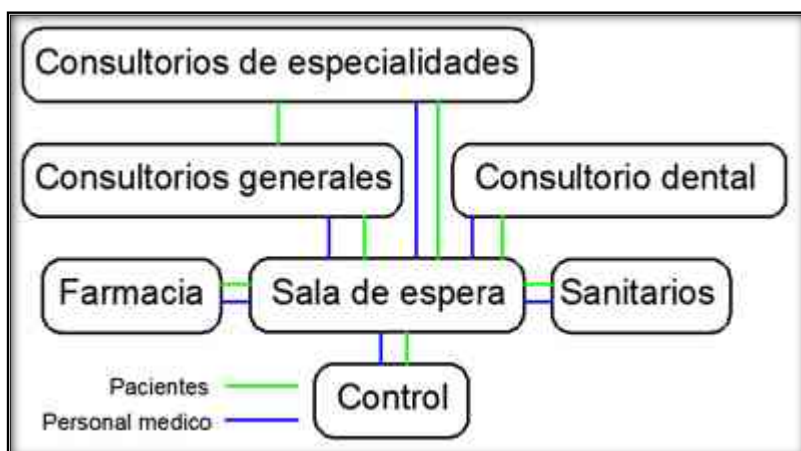 Consultorios de especialidades
Consultorios generales
Consultorio dental
Farmacia
Sala de espera
Sanitarios
Control
Pacientes
Personal medico